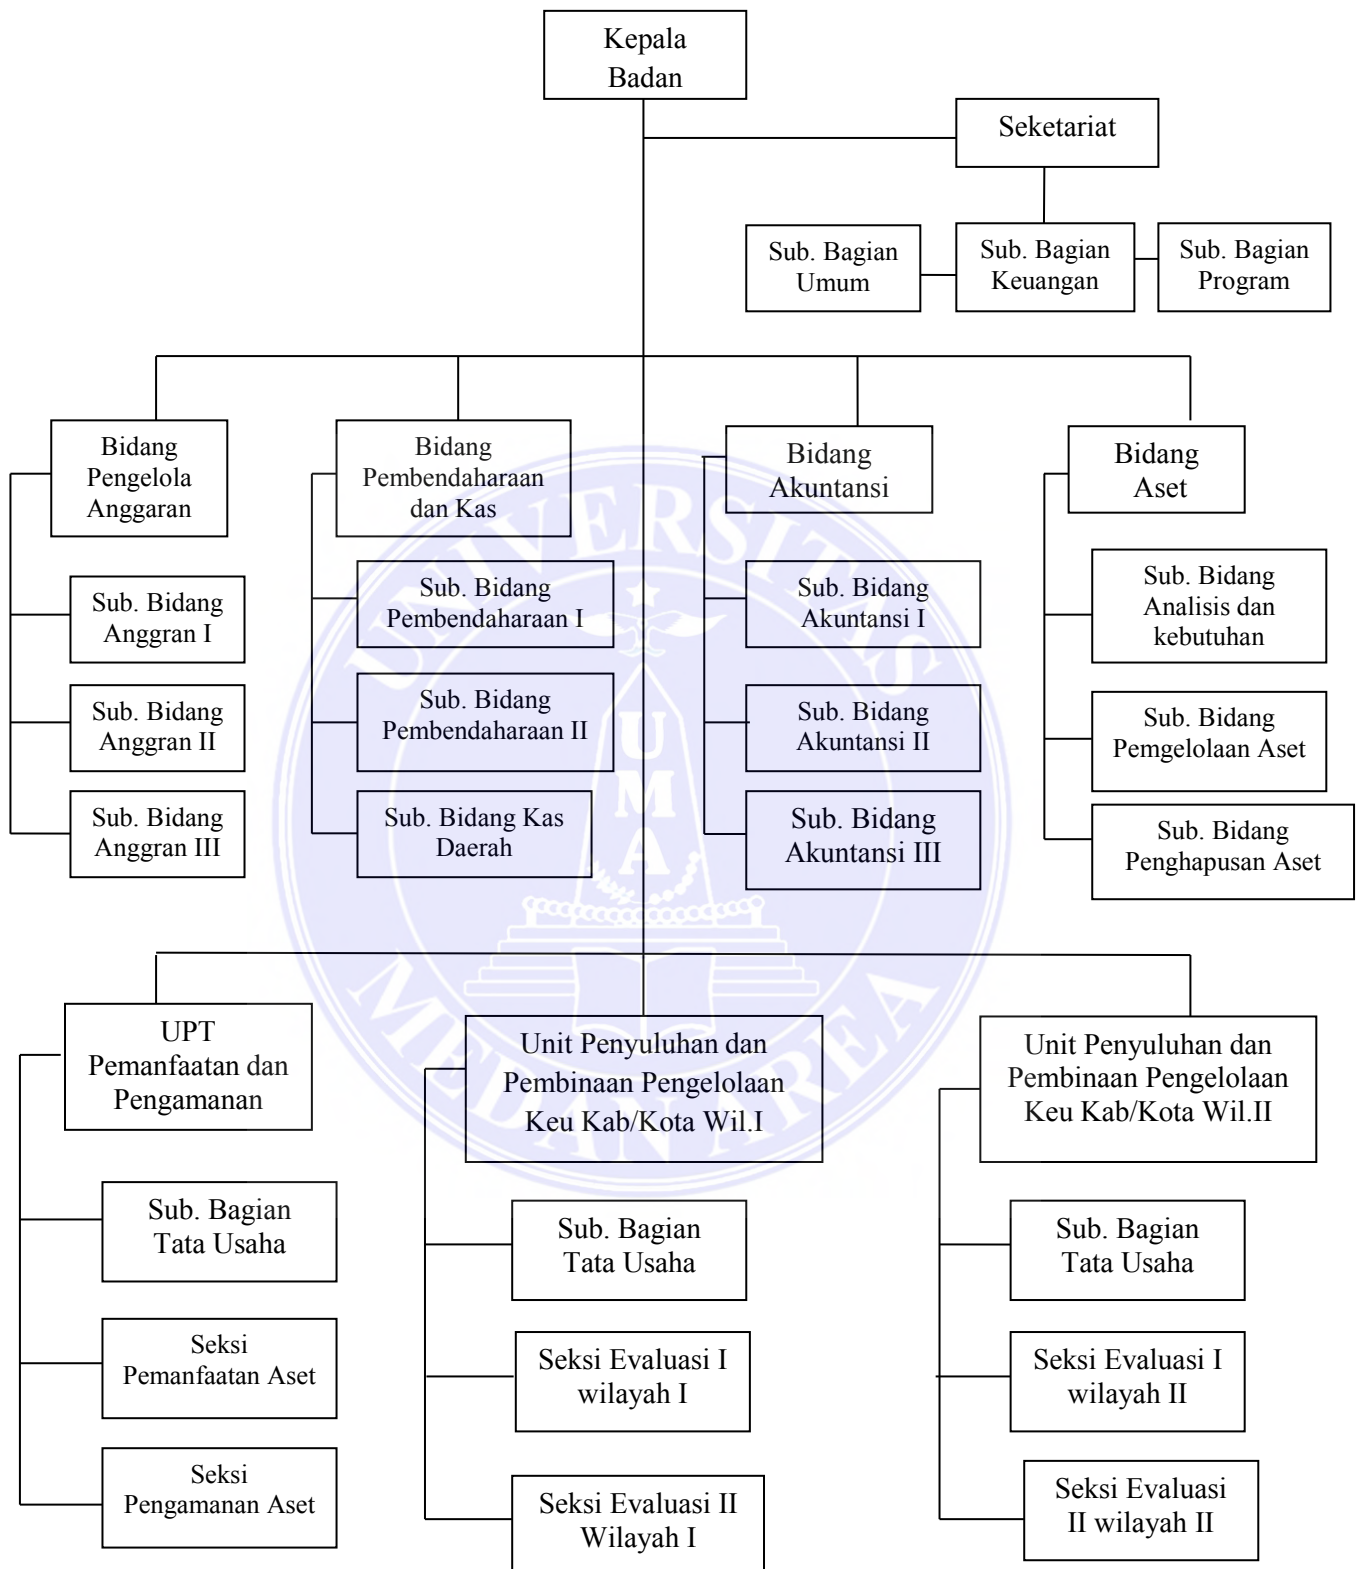 Kepala
Badan
Seketariat
Sub. Bagian
Umum
Sub. Bagian
Keuangan
Sub. Bagian
Program
Bidang
Pengelola
Anggaran
Bidang
Pembendaharaan
dan Kas
Bidang
Akuntansi
Bidang
Aset
Sub. Bidang
Anggran I
Sub. Bidang
Pembendaharaan I
Sub. Bidang
Akuntansi I
Sub. Bidang
Analisis dan
kebutuhan
Sub. Bidang
Anggran II
Sub. Bidang
Pembendaharaan II
Sub. Bidang
Akuntansi II
Sub. Bidang
Pemgelolaan Aset
Sub. Bidang
Anggran III
Sub. Bidang Kas
Daerah
Sub. Bidang
Akuntansi III
Sub. Bidang
Penghapusan Aset
UPT
Pemanfaatan dan
Pengamanan
Unit Penyuluhan dan
Pembinaan Pengelolaan
Keu Kab/Kota Wil.I
Unit Penyuluhan dan
Pembinaan Pengelolaan
Keu Kab/Kota Wil.II
Sub. Bagian
Tata Usaha
Sub. Bagian
Tata Usaha
Sub. Bagian
Tata Usaha
Seksi
Pemanfaatan Aset
Seksi Evaluasi I
wilayah I
Seksi Evaluasi I
wilayah II
Seksi
Pengamanan Aset
Seksi Evaluasi II
Wilayah I
Seksi Evaluasi
II wilayah II
UNIVERSITAS
UMA
MEDAN AREA